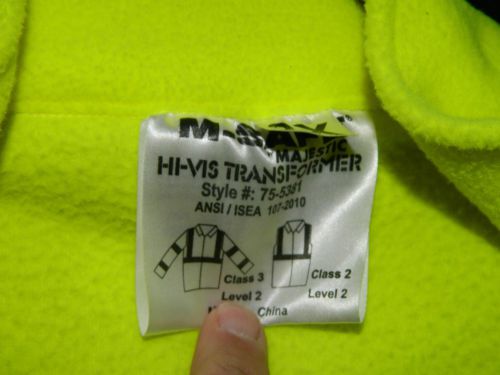 MAJESTIC
HI-VIS TRANSFORMER
Style #: 75-5381
ANSI / ISEA 107-2010
Class 3
Level 2
Class 2
Level 2
China